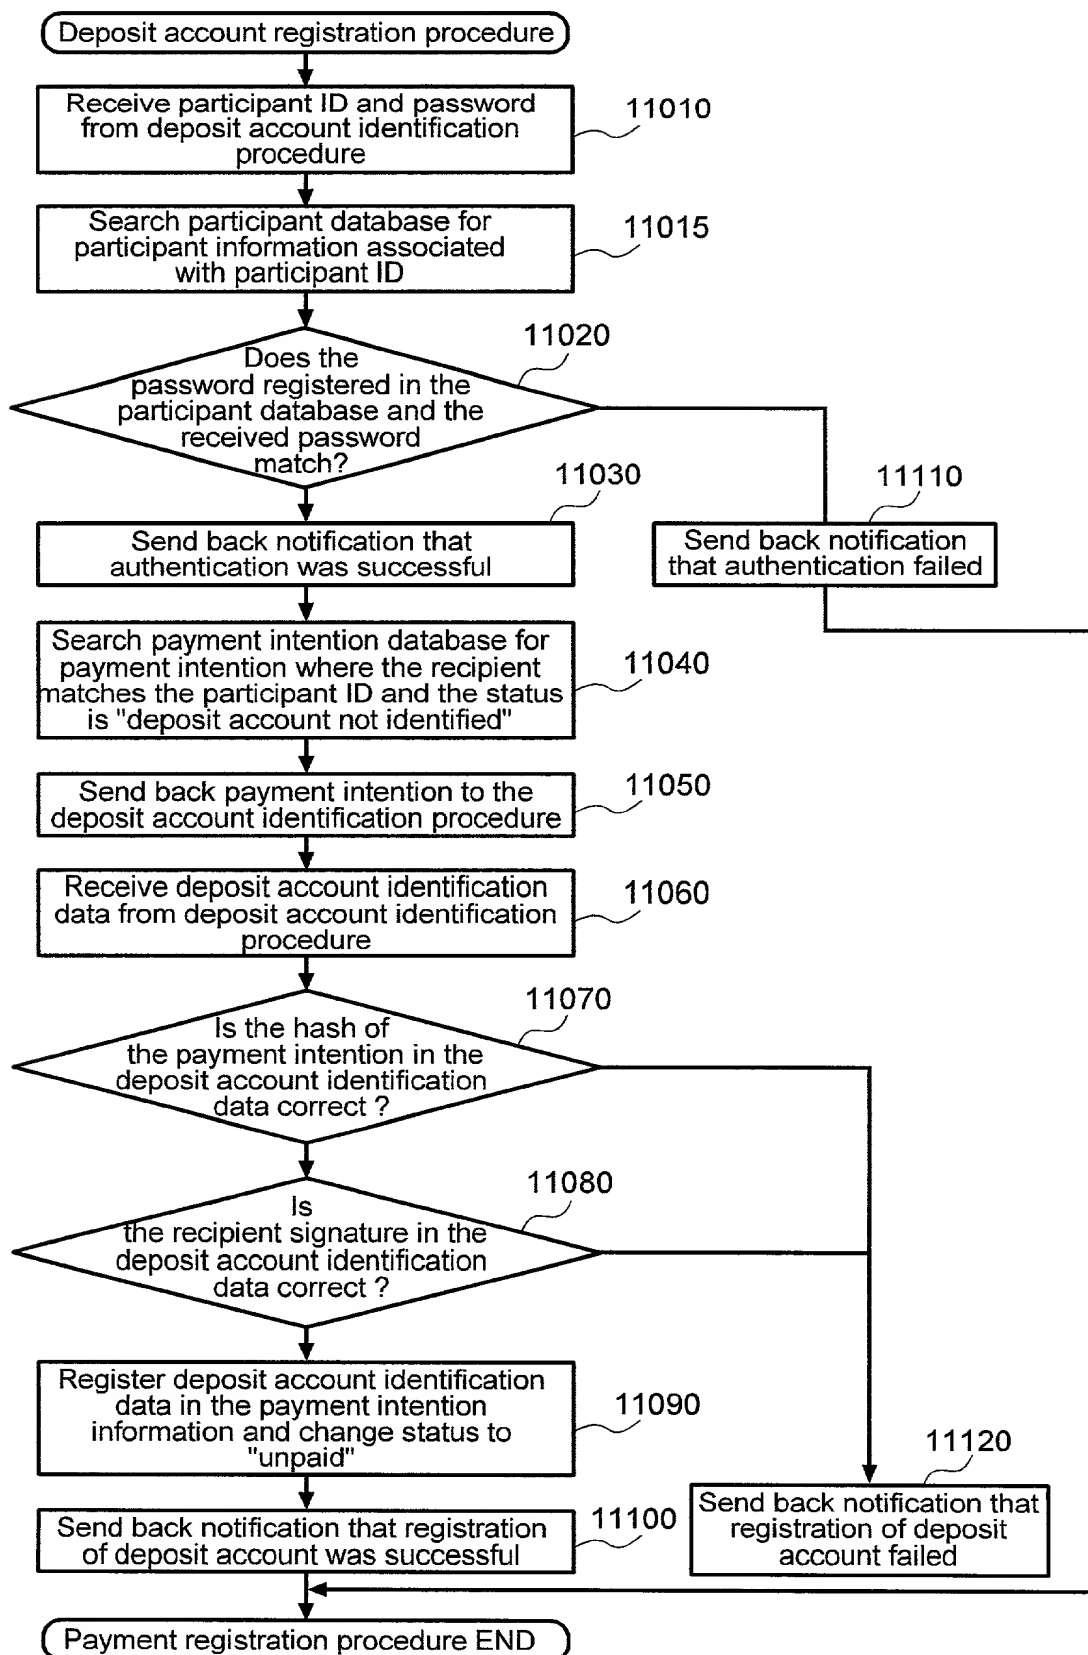 Deposit account registration procedure
Receive participant ID and password
from deposit account identification
procedure
11010
Search participant database for
participant information associated
with participant ID
11015
11020
Does the
password registered in the
participant database and the
received password
match?
11030
Send back notification that
authentication was successful
11110
Send back notification
that authentication failed
Search payment intention database for
payment intention where the recipient
matches the participant ID and the status
is "deposit account not identified"
11040
Send back payment intention to the
deposit account identification procedure
11050
Receive deposit account identification
data from deposit account identification
procedure
11060
11070
Is the hash of
the payment intention in the
deposit account identification
data correct ?
11080
Is
the recipient signature in the
deposit account identification
data correct ?
Register deposit account identification
data in the payment intention
information and change status to
"unpaid"
11090
Send back notification that registration
of deposit account was successful
11100
11120
Send back notification that
registration of deposit
account failed
Payment registration procedure END